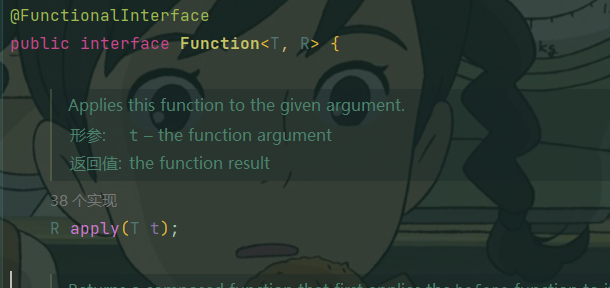 @FunctionalInterface
public interface Function<T, R> {
Applies this function to the given argument.
形参: t – the function argument
返回值: the function result
38 个实现
R apply(T t);
Returns a composed function that first applies the before function to